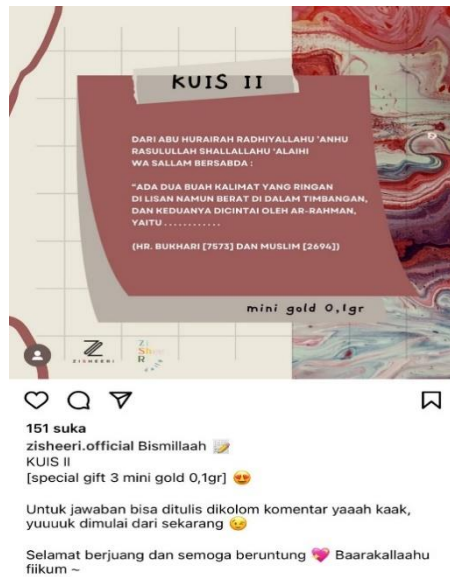 KUIS II
DARI ABU HURAIRAH RADHIYALLAHU 'ANHU
RASULULLAH SHALLALLAHU 'ALAIHI
WA SALLAM BERSABDA :
"ADA DUA BUAH KALIMAT YANG RINGAN
DI LISAN NAMUN BERAT DI DALAM TIMBANGAN,
DAN KEDUANYA DICINTAI OLEH AR-RAHMAN,
YAITU ............
(HR. BUKHARI [7573] DAN MUSLIM [2694])
mini gold 0,1gr
ZISHEERI
151 suka
zisheeri.official Bismillaah 📝
KUIS II
[special gift 3 mini gold 0,1gr] 😍
Untuk jawaban bisa ditulis dikolom komentar yaaah kaak,
yuuuuk dimulai dari sekarang 😉
Selamat berjuang dan semoga beruntung 💖 Baarakallaahu
fiikum ~